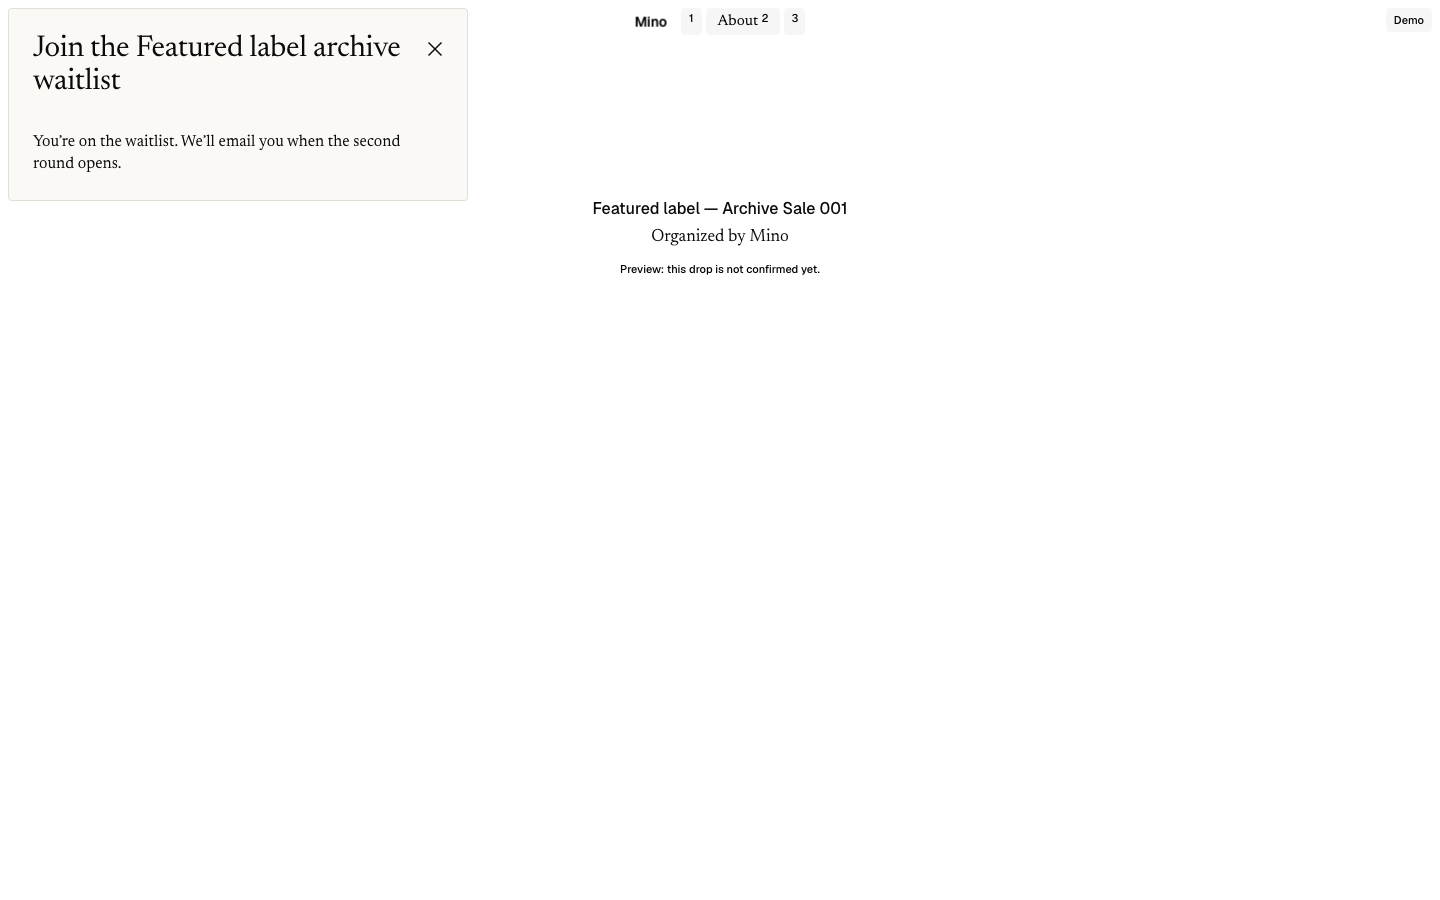 Join the Featured label archive
waitlist
You’re on the waitlist. We’ll email you when the second
round opens.
Mino
1
About 2
3
Demo
Featured label — Archive Sale 001
Organized by Mino
Preview: this drop is not confirmed yet.